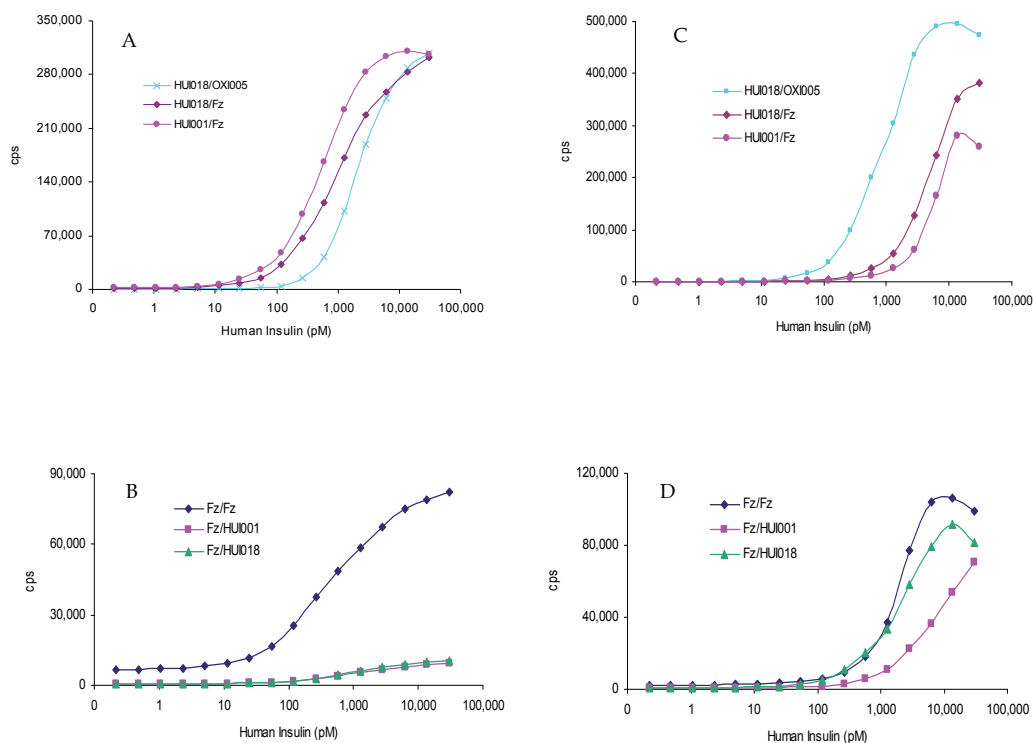 A
350,000
280,000
210,000
140,000
70,000
0
cps
HUI018/OXI005
HUI018/Fz
HUI001/Fz
0 1 10 100 1,000 10,000 100,000
Human Insulin (pM)
C
500,000
400,000
300,000
200,000
100,000
0
cps
HUI018/OXI005
HUI018/Fz
HUI001/Fz
0 1 10 100 1,000 10,000 100,000
Human Insulin (pM)
B
90,000
60,000
30,000
0
cps
Fz/Fz
Fz/HUI001
Fz/HUI018
0 1 10 100 1,000 10,000 100,000
Human Insulin (pM)
D
120,000
80,000
40,000
0
cps
Fz/Fz
Fz/HUI001
Fz/HUI018
0 1 10 100 1,000 10,000 100,000
Human Insulin (pM)